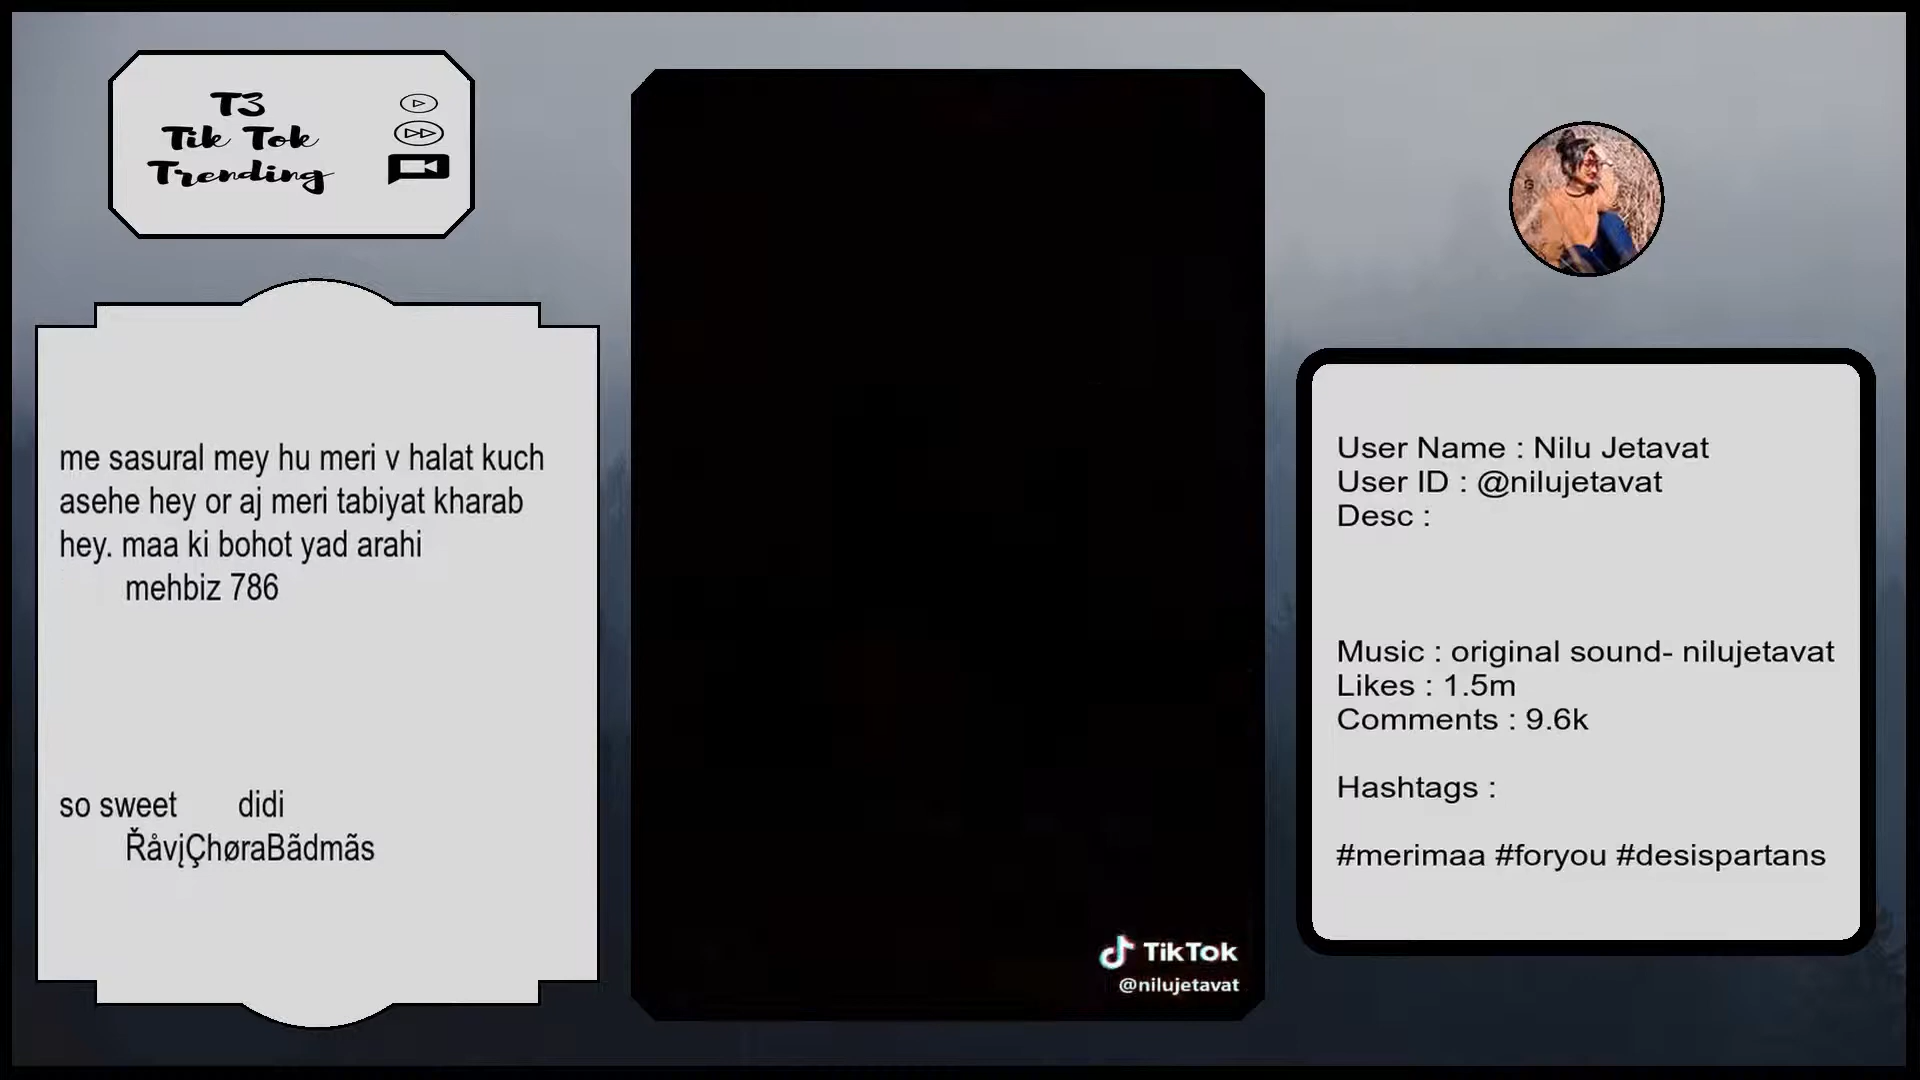 T3
Tik Tok
Trending
me sasural mey hu meri v halat kuch
asehe hey or aj meri tabiyat kharab
hey. maa ki bohot yad arahi
mehbiz 786
so sweet didi
ŘåvįÇhøraBãdmãs
TikTok
@nilujetavat
User Name : Nilu Jetavat
User ID : @nilujetavat
Desc :
Music : original sound- nilujetavat
Likes : 1.5m
Comments : 9.6k
Hashtags :
#merimaa #foryou #desispartans